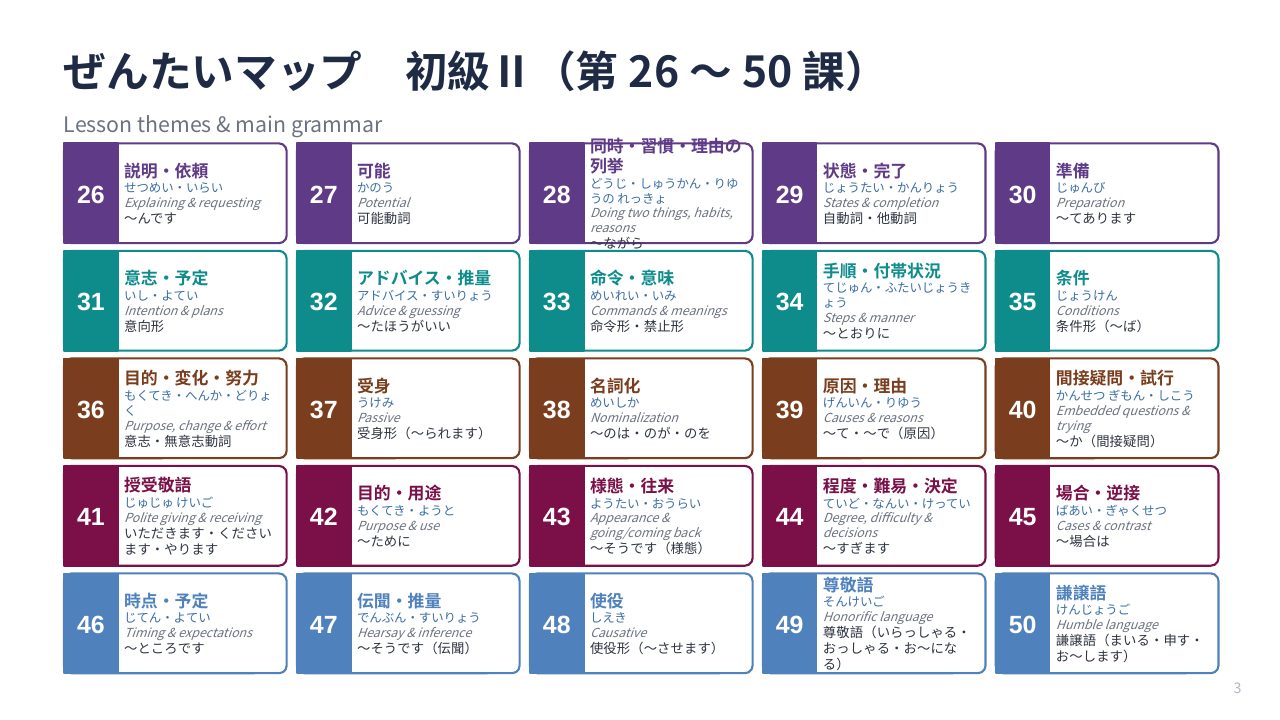 ぜんたいマップ　初級Ⅱ（第 26 〜 50 課）
Lesson themes & main grammar
26
説明・依頼
せつめい・いらい
Explaining & requesting
〜んです
27
可能
かのう
Potential
可能動詞
28
同時・習慣・理由の
列挙
どうじ・しゅうかん・りゆ
うの れっきょ
Doing two things, habits,
reasons
〜ながら
29
状態・完了
じょうたい・かんりょう
States & completion
自動詞・他動詞
30
準備
じゅんび
Preparation
〜てあります
31
意志・予定
いし・よてい
Intention & plans
意向形
32
アドバイス・推量
アドバイス・すいりょう
Advice & guessing
〜たほうがいい
33
命令・意味
めいれい・いみ
Commands & meanings
命令形・禁止形
34
手順・付帯状況
てじゅん・ふたいじょうき
ょう
Steps & manner
〜とおりに
35
条件
じょうけん
Conditions
条件形（〜ば）
36
目的・変化・努力
もくてき・へんか・どりょ
く
Purpose, change & effort
意志・無意志動詞
37
受身
うけみ
Passive
受身形（〜られます）
38
名詞化
めいしか
Nominalization
〜のは・のが・のを
39
原因・理由
げんいん・りゆう
Causes & reasons
〜て・〜で（原因）
40
間接疑問・試行
かんせつ ぎもん・しこう
Embedded questions &
trying
〜か（間接疑問）
41
授受敬語
じゅじゅ けいご
Polite giving & receiving
いただきます・ください
ます・やります
42
目的・用途
もくてき・ようと
Purpose & use
〜ために
43
様態・往来
ようたい・おうらい
Appearance &
going/coming back
〜そうです（様態）
44
程度・難易・決定
ていど・なんい・けってい
Degree, difficulty &
decisions
〜すぎます
45
場合・逆接
ばあい・ぎゃくせつ
Cases & contrast
〜場合は
46
時点・予定
じてん・よてい
Timing & expectations
〜ところです
47
伝聞・推量
でんぶん・すいりょう
Hearsay & inference
〜そうです（伝聞）
48
使役
しえき
Causative
使役形（〜させます）
49
尊敬語
そんけいご
Honorific language
尊敬語（いらっしゃる・
おっしゃる・お〜にな
る）
50
謙譲語
けんじょうご
Humble language
謙譲語（まいる・申す・
お〜します）
3